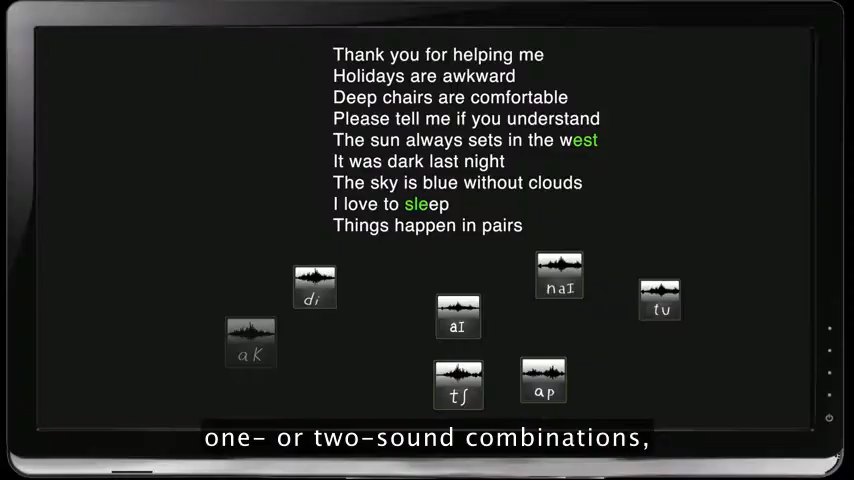 Thank you for helping me
Holidays are awkward
Deep chairs are comfortable
Please tell me if you understand
The sun always sets in the west
It was dark last night
The sky is blue without clouds
I love to sleep
Things happen in pairs
di
naɪ
tu
aɪ
ak
tʃ
ap
one- or two-sound combinations,